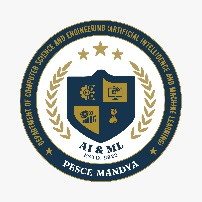 DEPARTMENT OF COMPUTER SCIENCE AND ENGINEERING (ARTIFICIAL INTELLIGENCE AND MACHINE LEARNING)
AI & ML
PESCE MANDYA